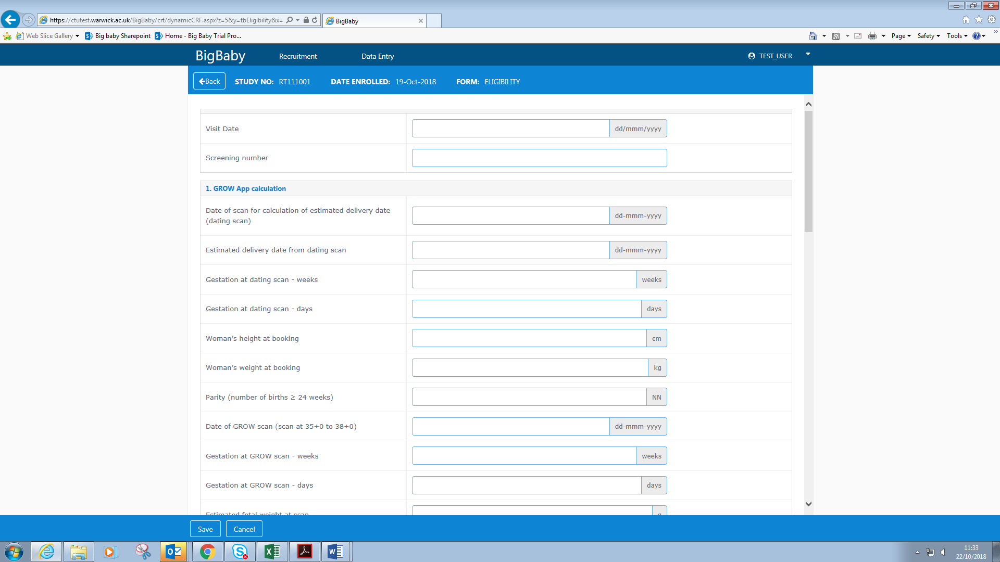 https://ctutest.warwick.ac.uk/BigBaby/crf/dynamicCRF.aspx?z=5&y=tbEligibility&x=
BigBaby
Web Slice Gallery
Big baby Sharepoint
Home - Big Baby Trial Pro...
Page
Safety
Tools
BigBaby
Recruitment
Data Entry
TEST_USER
Back
STUDY NO: RT111001
DATE ENROLLED: 19-Oct-2018
FORM: ELIGIBILITY
Visit Date
dd/mmm/yyyy
Screening number
1. GROW App calculation
Date of scan for calculation of estimated delivery date
(dating scan)
dd-mmm-yyyy
Estimated delivery date from dating scan
dd-mmm-yyyy
Gestation at dating scan - weeks
weeks
Gestation at dating scan - days
days
Woman’s height at booking
cm
Woman’s weight at booking
kg
Parity (number of births ≥ 24 weeks)
NN
Date of GROW scan (scan at 35+0 to 38+0)
dd-mmm-yyyy
Gestation at GROW scan - weeks
weeks
Gestation at GROW scan - days
days
Estimated fetal weight at scan
g
Save
Cancel
11:33
22/10/2018